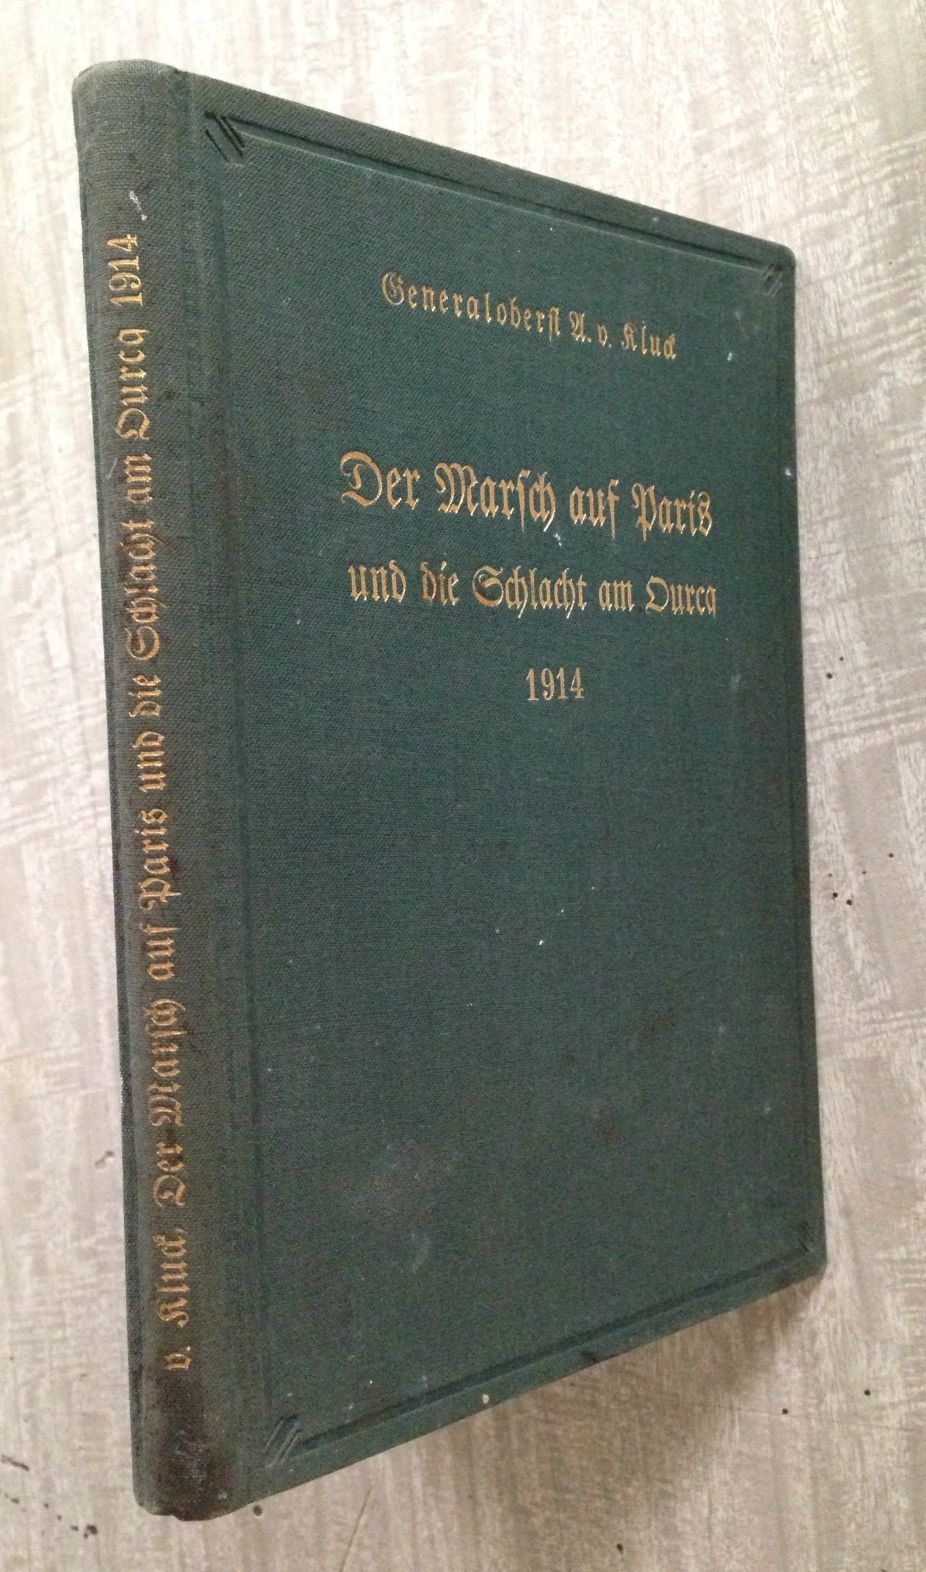 Generaloberst A. v. Kluck
Der Marsch auf Paris
und die Schlacht am Ourcq
1914
v. Kluck. Der Marsch auf Paris und die Schlacht am Ourcq 1914